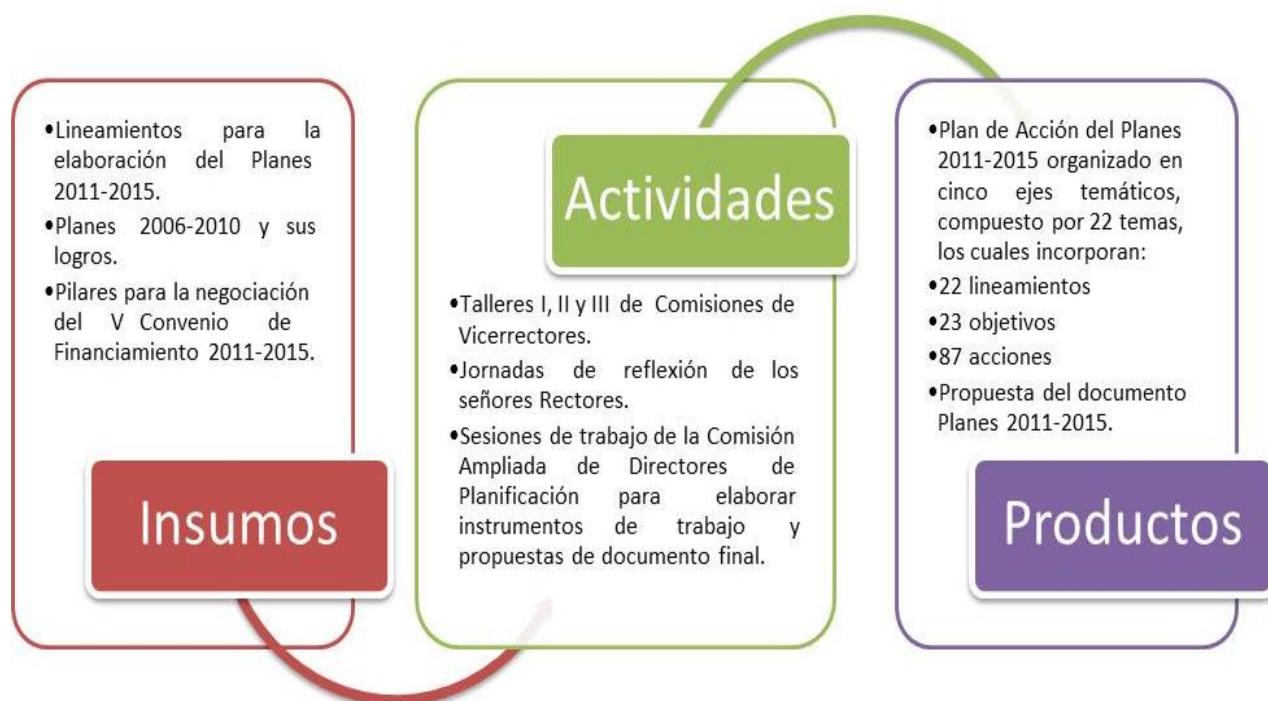 •Lineamientos para la
elaboración del Planes
2011-2015.
•Planes 2006-2010 y sus
logros.
•Pilares para la negociación
del V Convenio de
Financiamiento 2011-2015.
Insumos
Actividades
•Talleres I, II y III de Comisiones de
Vicerrectores.
•Jornadas de reflexión de los
señores Rectores.
•Sesiones de trabajo de la Comisión
Ampliada de Directores de
Planificación para elaborar
instrumentos de trabajo y
propuestas de documento final.
•Plan de Acción del Planes
2011-2015 organizado en
cinco ejes temáticos,
compuesto por 22 temas,
los cuales incorporan:
•22 lineamientos
•23 objetivos
•87 acciones
•Propuesta del documento
Planes 2011-2015.
Productos